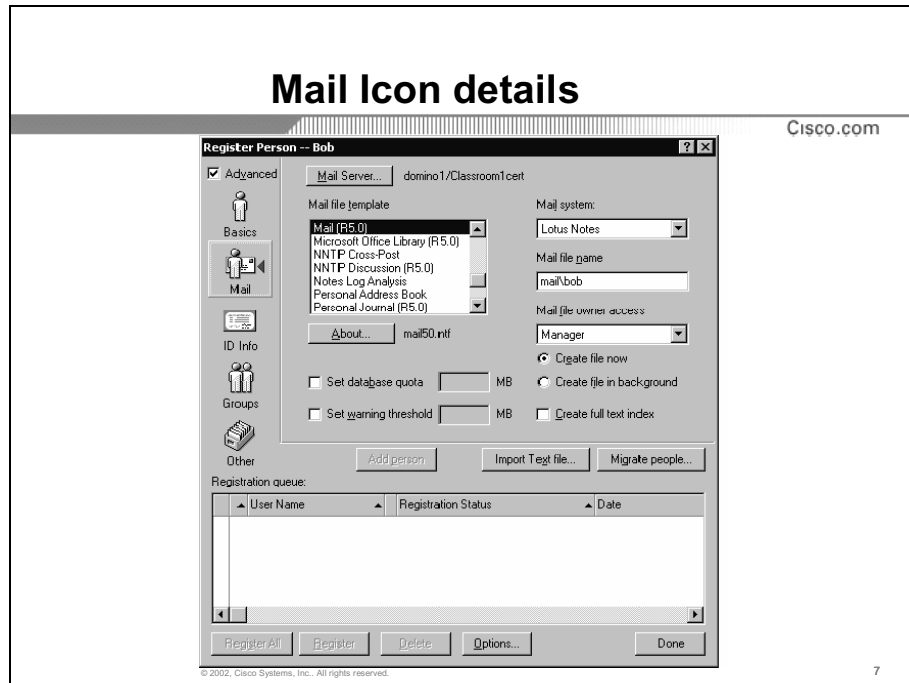 Mail Icon details
Cisco.com
Register Person -- Bob
Advanced
Mail Server... domino1/Classroom1cert
Basics
Mail
ID Info
Groups
Other
Mail file template
Mail (R5.0)
Microsoft Office Library (R5.0)
NNTP Cross-Post
NNTP Discussion (R5.0)
Notes Log Analysis
Personal Address Book
Personal Journal (R5.0)
About... mail50.ntf
Set database quota MB
Set warning threshold MB
Mail system:
Lotus Notes
Mail file name
mail\bob
Mail file owner access
Manager
Create file now
Create file in background
Create full text index
Add person Import Text file... Migrate people...
Registration queue:
User Name Registration Status Date
Register All Register Delete Options... Done
© 2002, Cisco Systems, Inc.. All rights reserved. 7